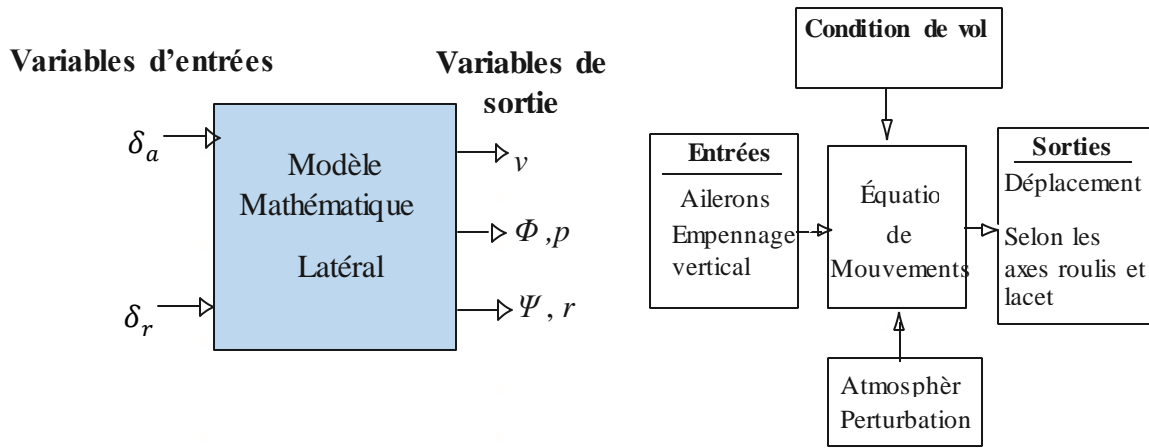 Variables d'entrées
Variables de
sortie
δa
δr
Modèle
Mathématique
Latéral
v
Φ ,p
Ψ , r
Condition de vol
Entrées
Ailerons
Empennage
vertical
Équatio
de
Mouvements
Sorties
Déplacement
Selon les
axes roulis et
lacet
Atmosphèr
Perturbation